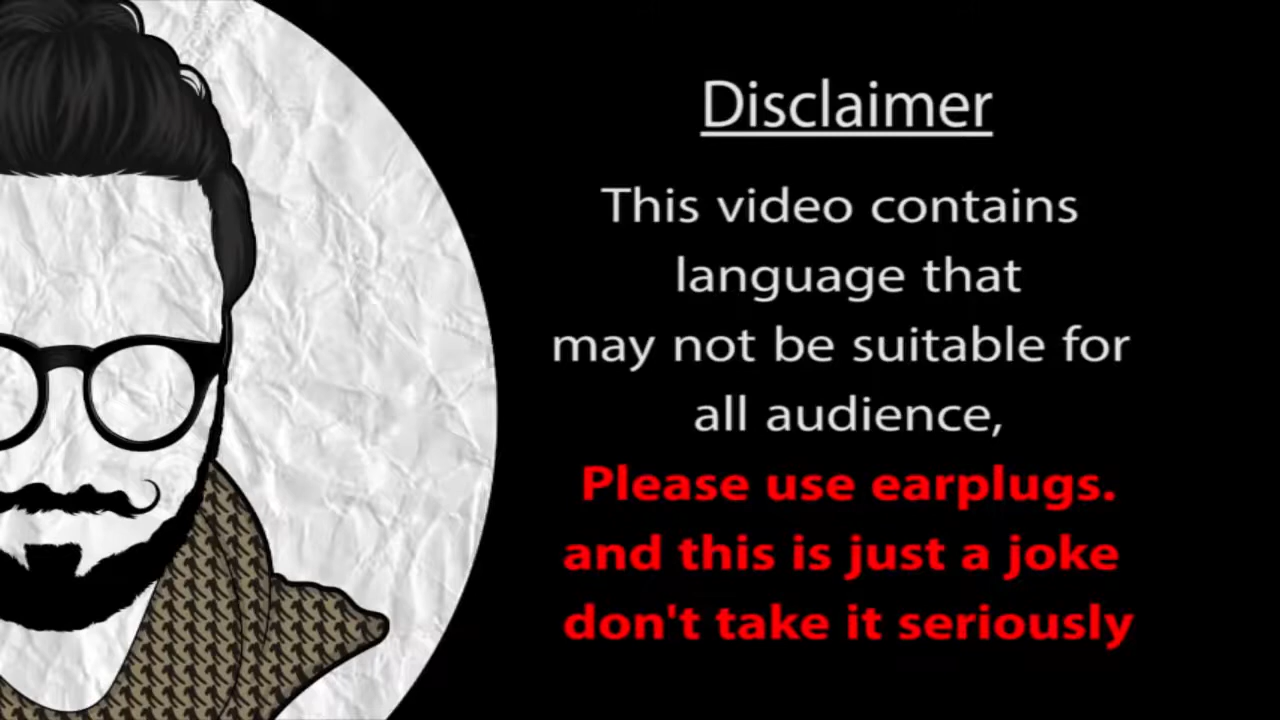 Disclaimer
This video contains
language that
may not be suitable for
all audience,
Please use earplugs.
and this is just a joke
don't take it seriously